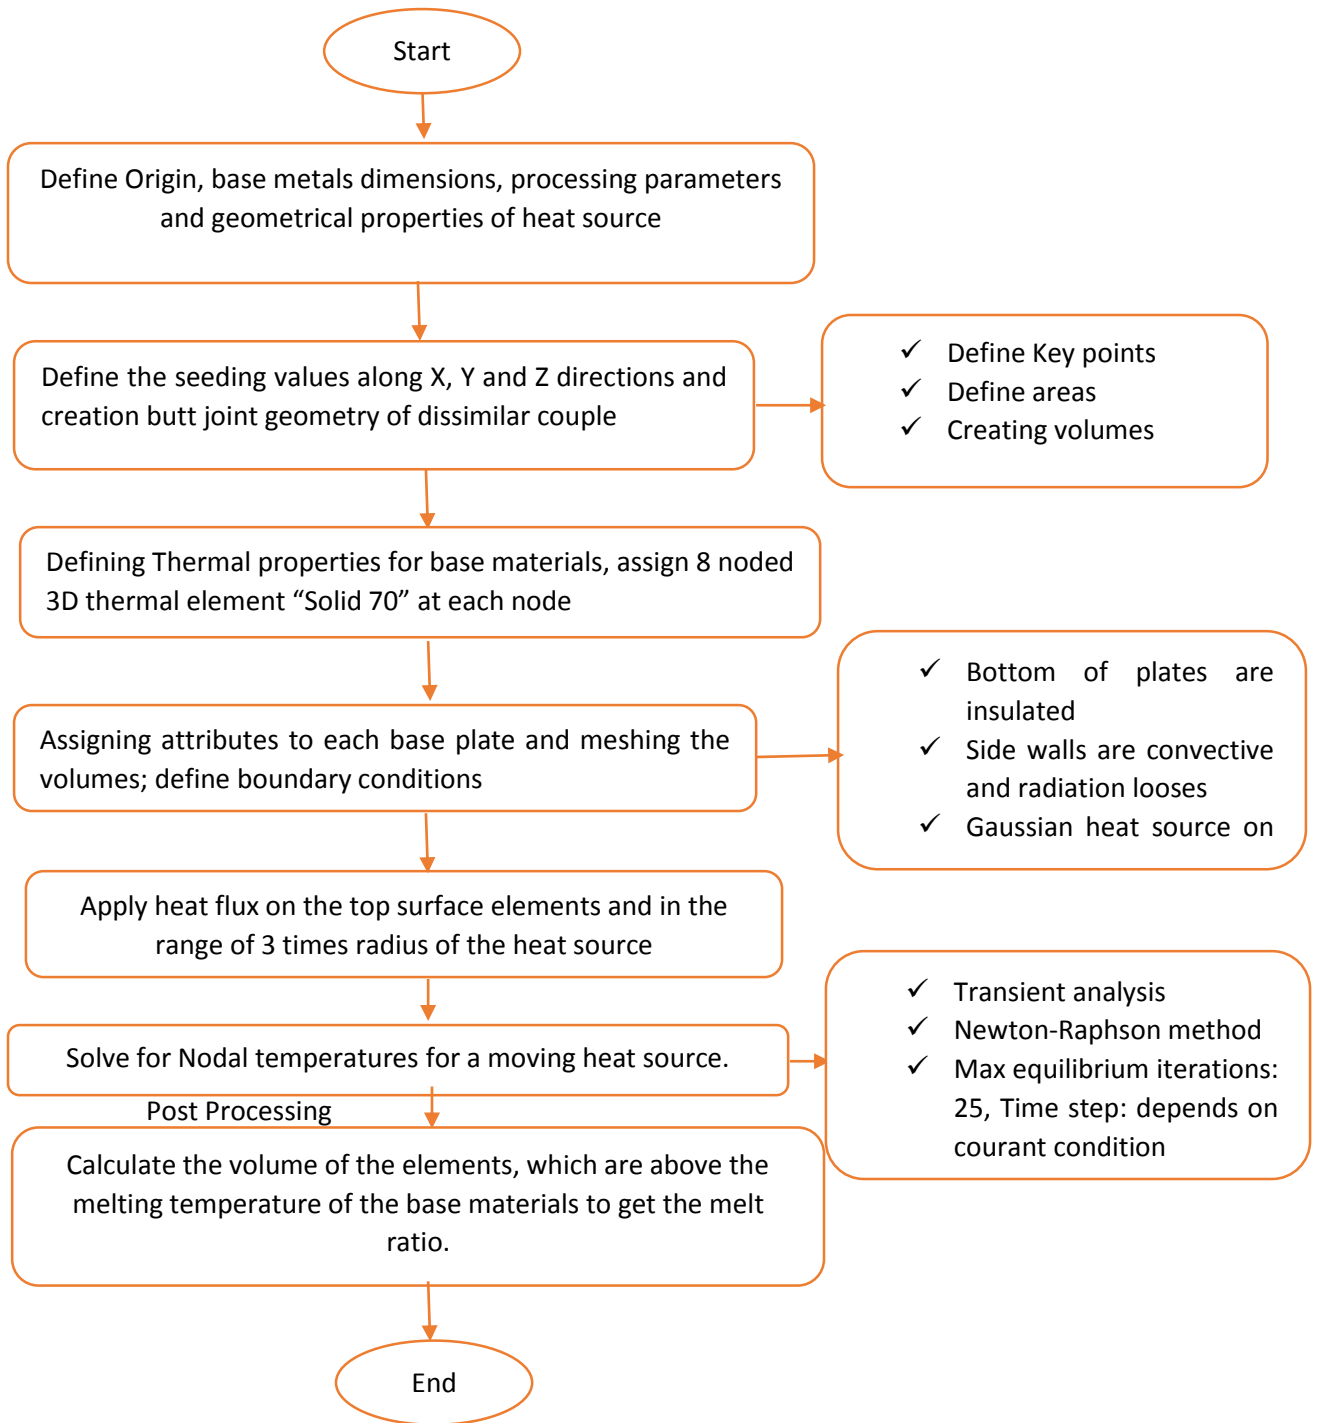 Start
Define Origin, base metals dimensions, processing parameters
and geometrical properties of heat source
Define the seeding values along X, Y and Z directions and
creation butt joint geometry of dissimilar couple
✓ Define Key points
✓ Define areas
✓ Creating volumes
Defining Thermal properties for base materials, assign 8 noded
3D thermal element “Solid 70” at each node
Assigning attributes to each base plate and meshing the
volumes; define boundary conditions
✓ Bottom of plates are
insulated
✓ Side walls are convective
and radiation looses
✓ Gaussian heat source on
Apply heat flux on the top surface elements and in the
range of 3 times radius of the heat source
Solve for Nodal temperatures for a moving heat source.
✓ Transient analysis
✓ Newton-Raphson method
✓ Max equilibrium iterations:
25, Time step: depends on
courant condition
Post Processing
Calculate the volume of the elements, which are above the
melting temperature of the base materials to get the melt
ratio.
End